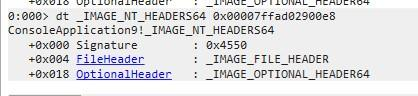 +0x018 OptionalHeader   : _IMAGE_OPTIONAL_HEADER64
0:000> dt _IMAGE_NT_HEADERS64 0x00007ffad02900e8
ConsoleApplication9!_IMAGE_NT_HEADERS64
   +0x000 Signature        : 0x4550
   +0x004 FileHeader       : _IMAGE_FILE_HEADER
   +0x018 OptionalHeader   : _IMAGE_OPTIONAL_HEADER64